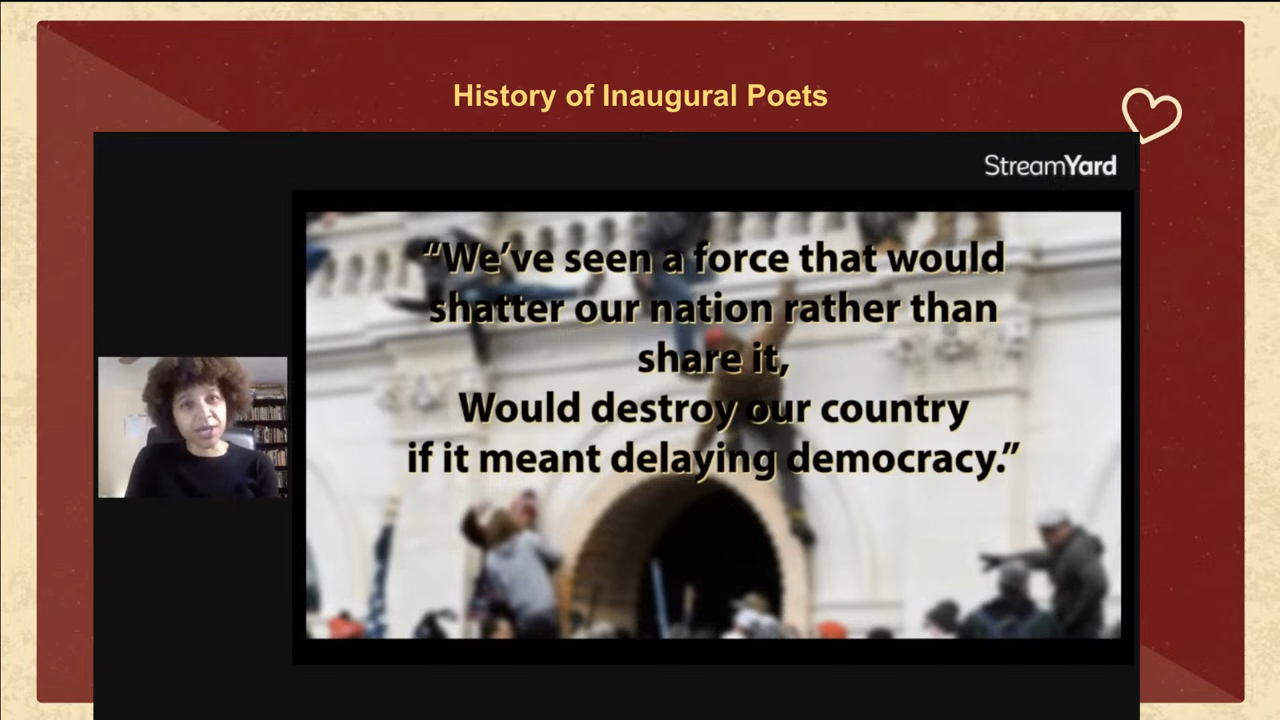 History of Inaugural Poets
StreamYard
“We’ve seen a force that would
shatter our nation rather than
share it,
Would destroy our country
if it meant delaying democracy.”